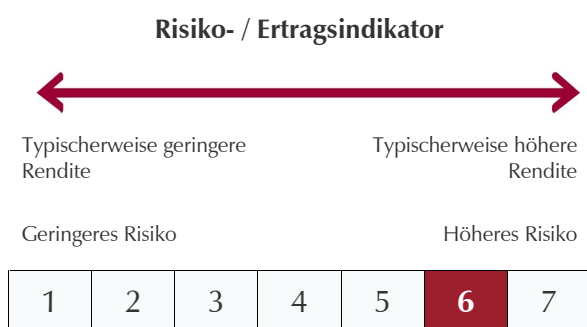 Risiko- / Ertragsindikator
Typischerweise geringere Rendite
Typischerweise höhere Rendite
Geringeres Risiko
Höheres Risiko
1 2 3 4 5 6 7